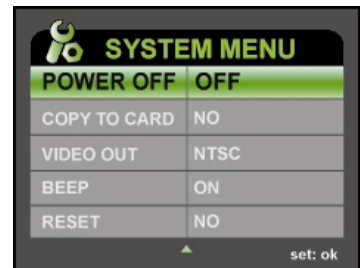 SYSTEM MENU
POWER OFF OFF
COPY TO CARD NO
VIDEO OUT NTSC
BEEP ON
RESET NO
set: ok